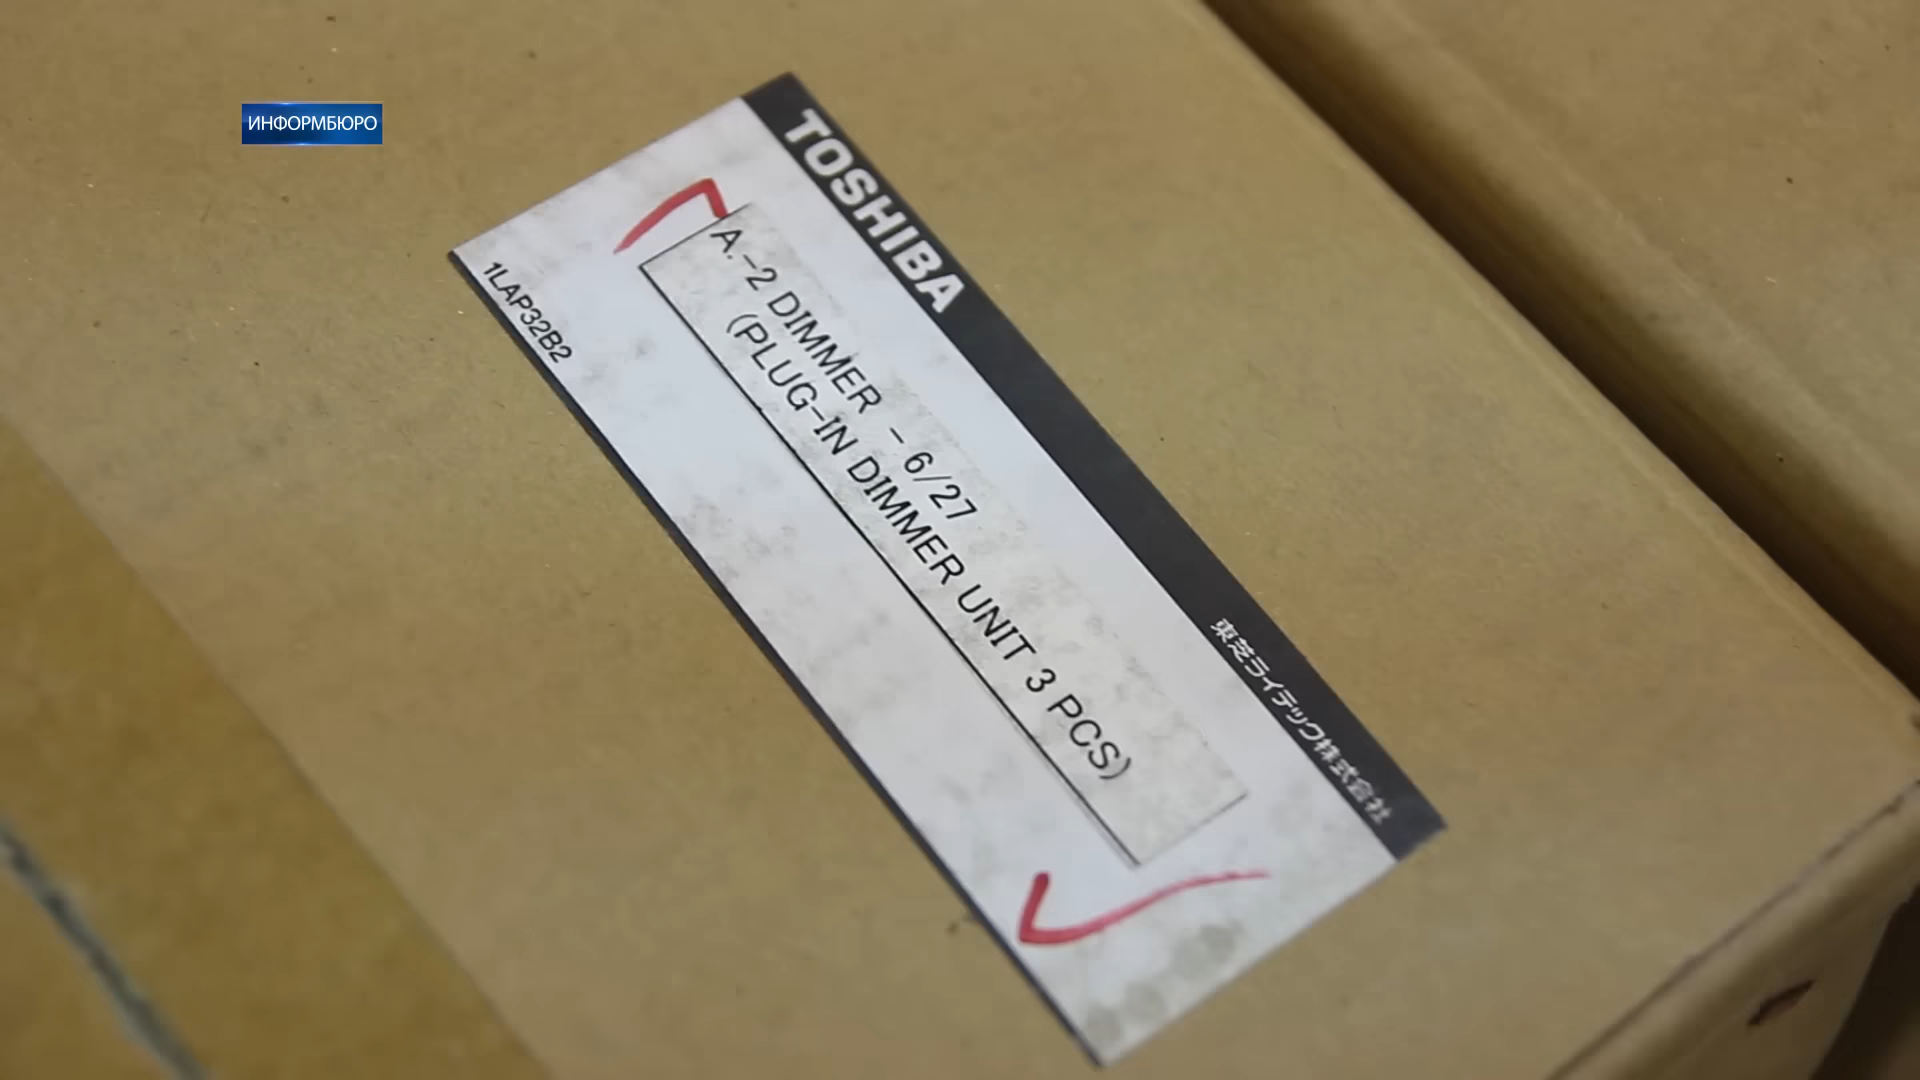 ИНФОРМБЮРО
TOSHIBA
A.-2 DIMMER - 6/27
(PLUG-IN DIMMER UNIT 3 PCS)
1LAP32B2
東芝ライテック株式会社